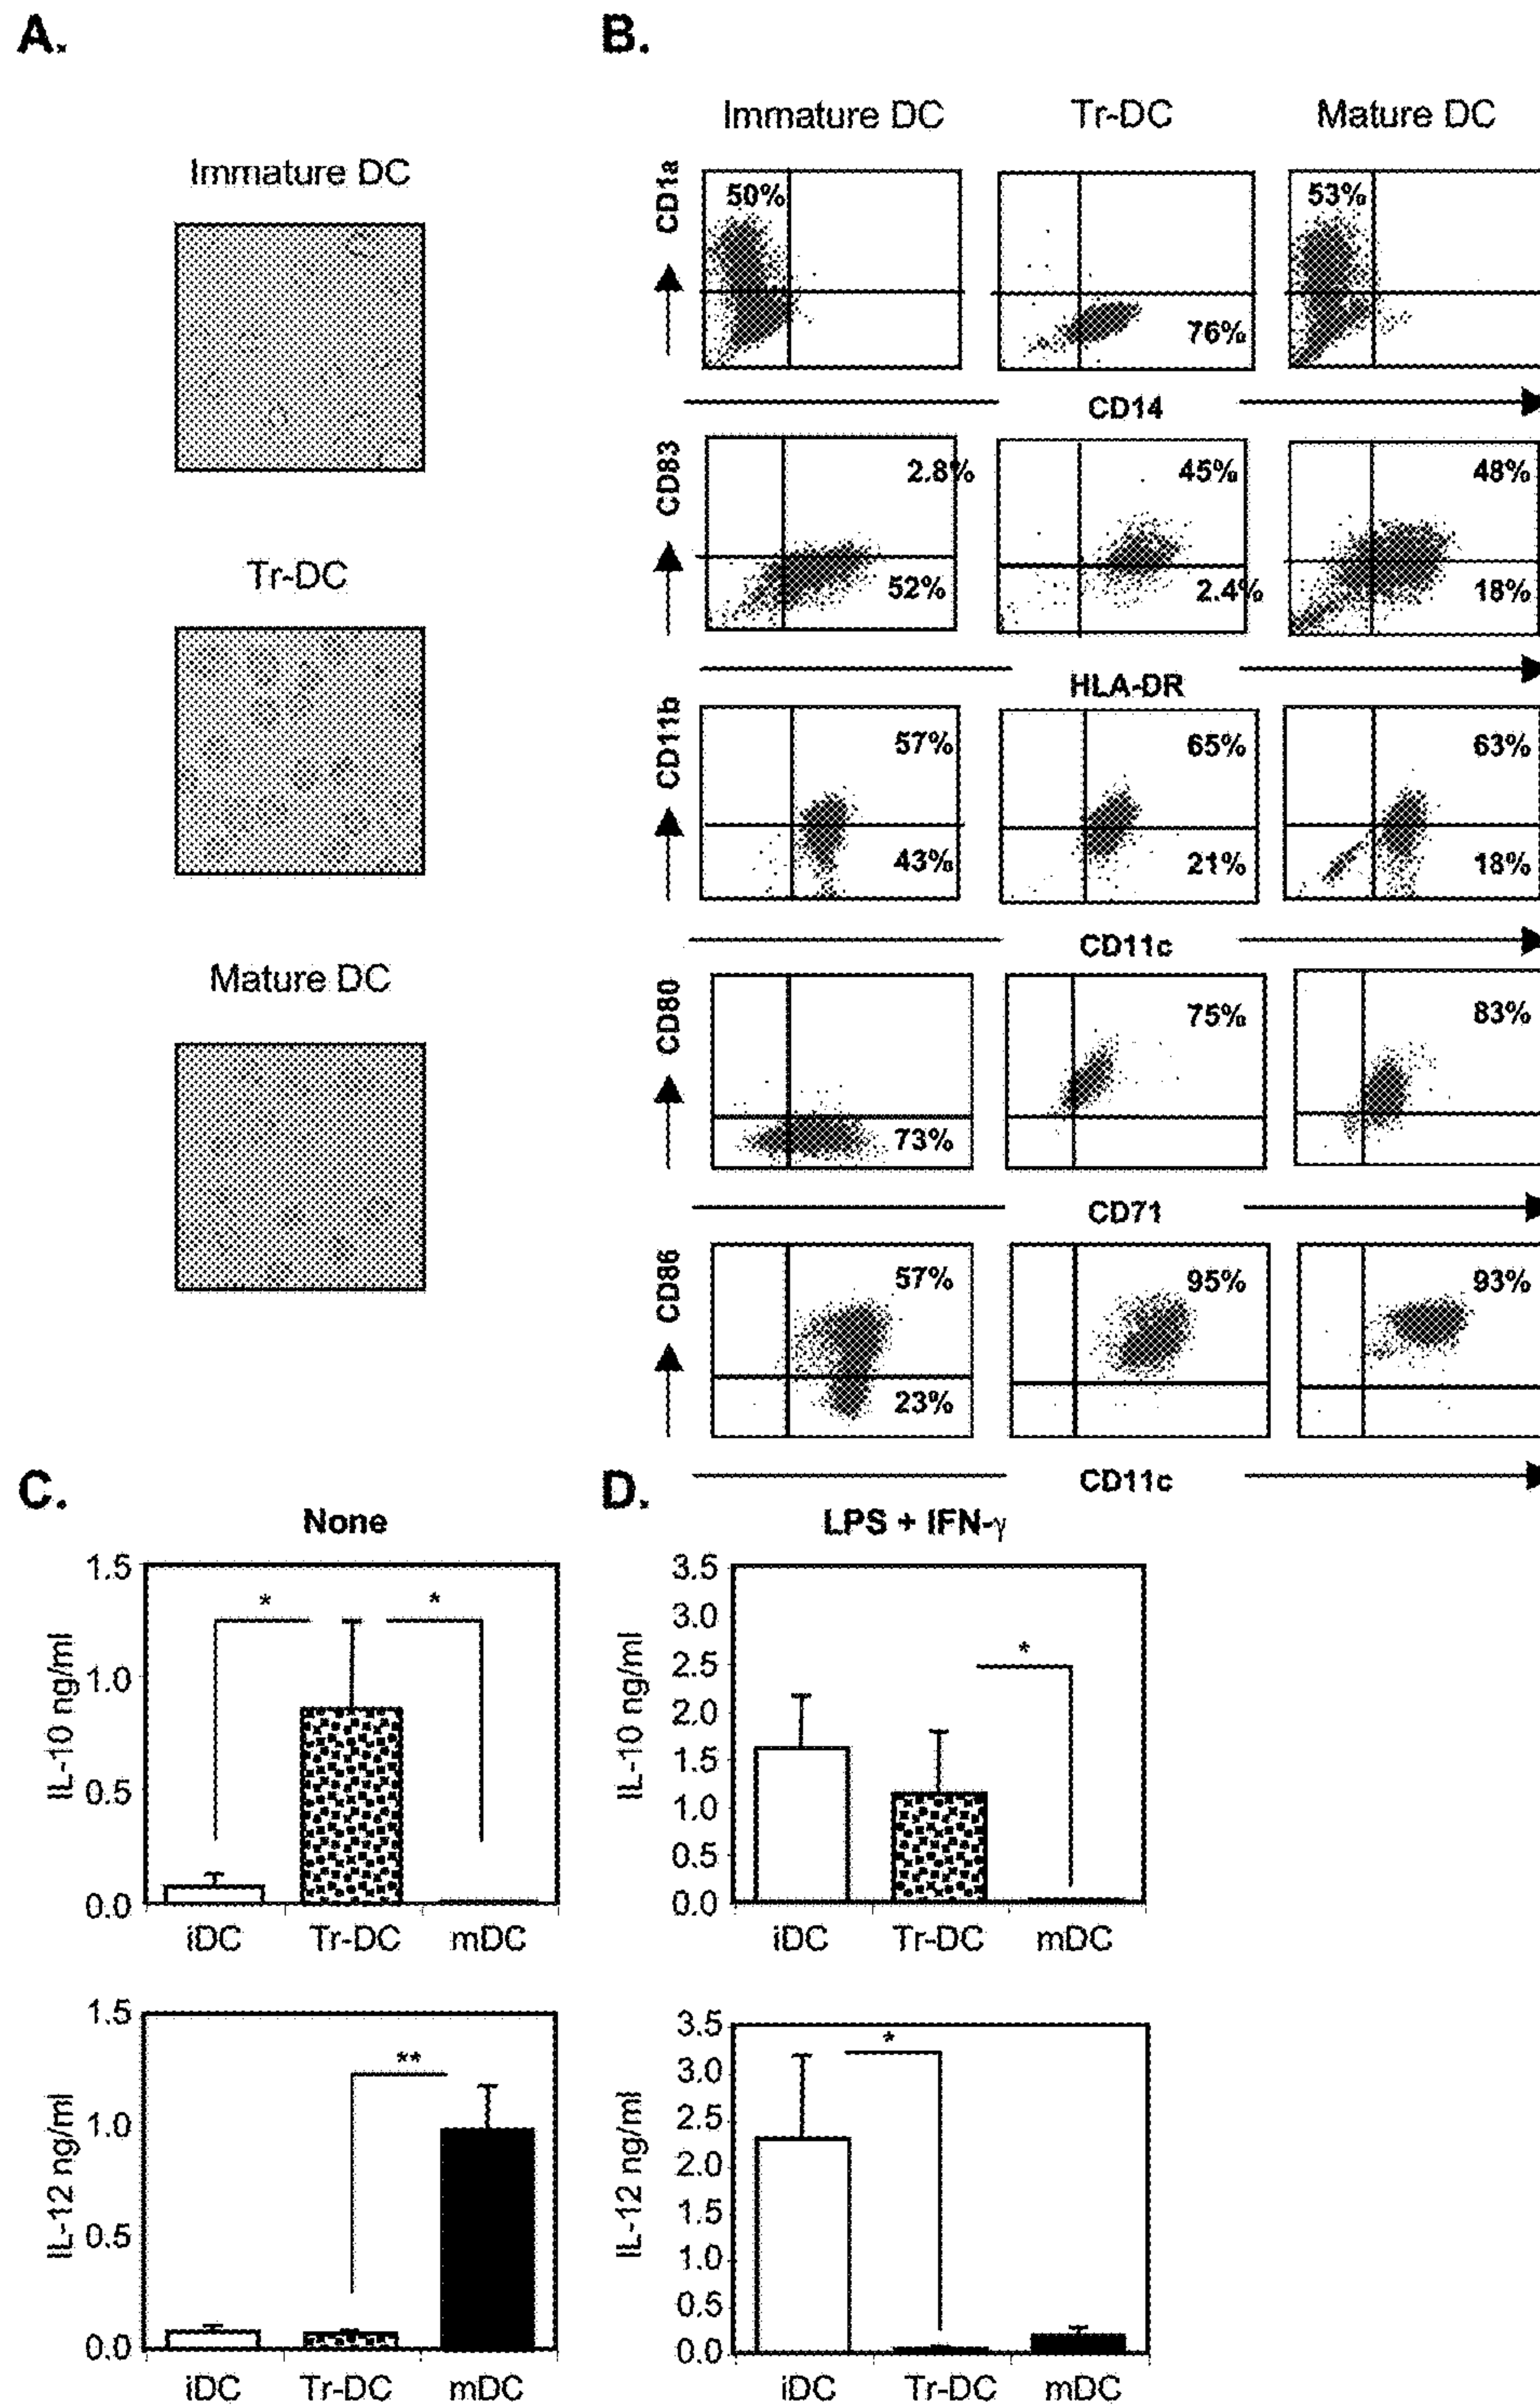 A.
Immature DC
Tr-DC
Mature DC
B.
Immature DC Tr-DC Mature DC
CD1a
50% 53%
76%
CD14
CD83
2.8% 45% 48%
52% 2.4% 18%
HLA-DR
CD11b
57% 65% 63%
43% 21% 18%
CD11c
CD80
75% 83%
73%
CD71
CD86
57% 95% 93%
23%
CD11c
C.
None
IL-10 ng/ml
1.5
1.0
0.5
0.0
* *
iDC Tr-DC mDC
IL-12 ng/ml
1.5
1.0
0.5
0.0
**
iDC Tr-DC mDC
D.
LPS + IFN-γ
IL-10 ng/ml
3.5
3.0
2.5
2.0
1.5
1.0
0.5
0.0
*
iDC Tr-DC mDC
IL-12 ng/ml
3.5
3.0
2.5
2.0
1.5
1.0
0.5
0.0
*
iDC Tr-DC mDC